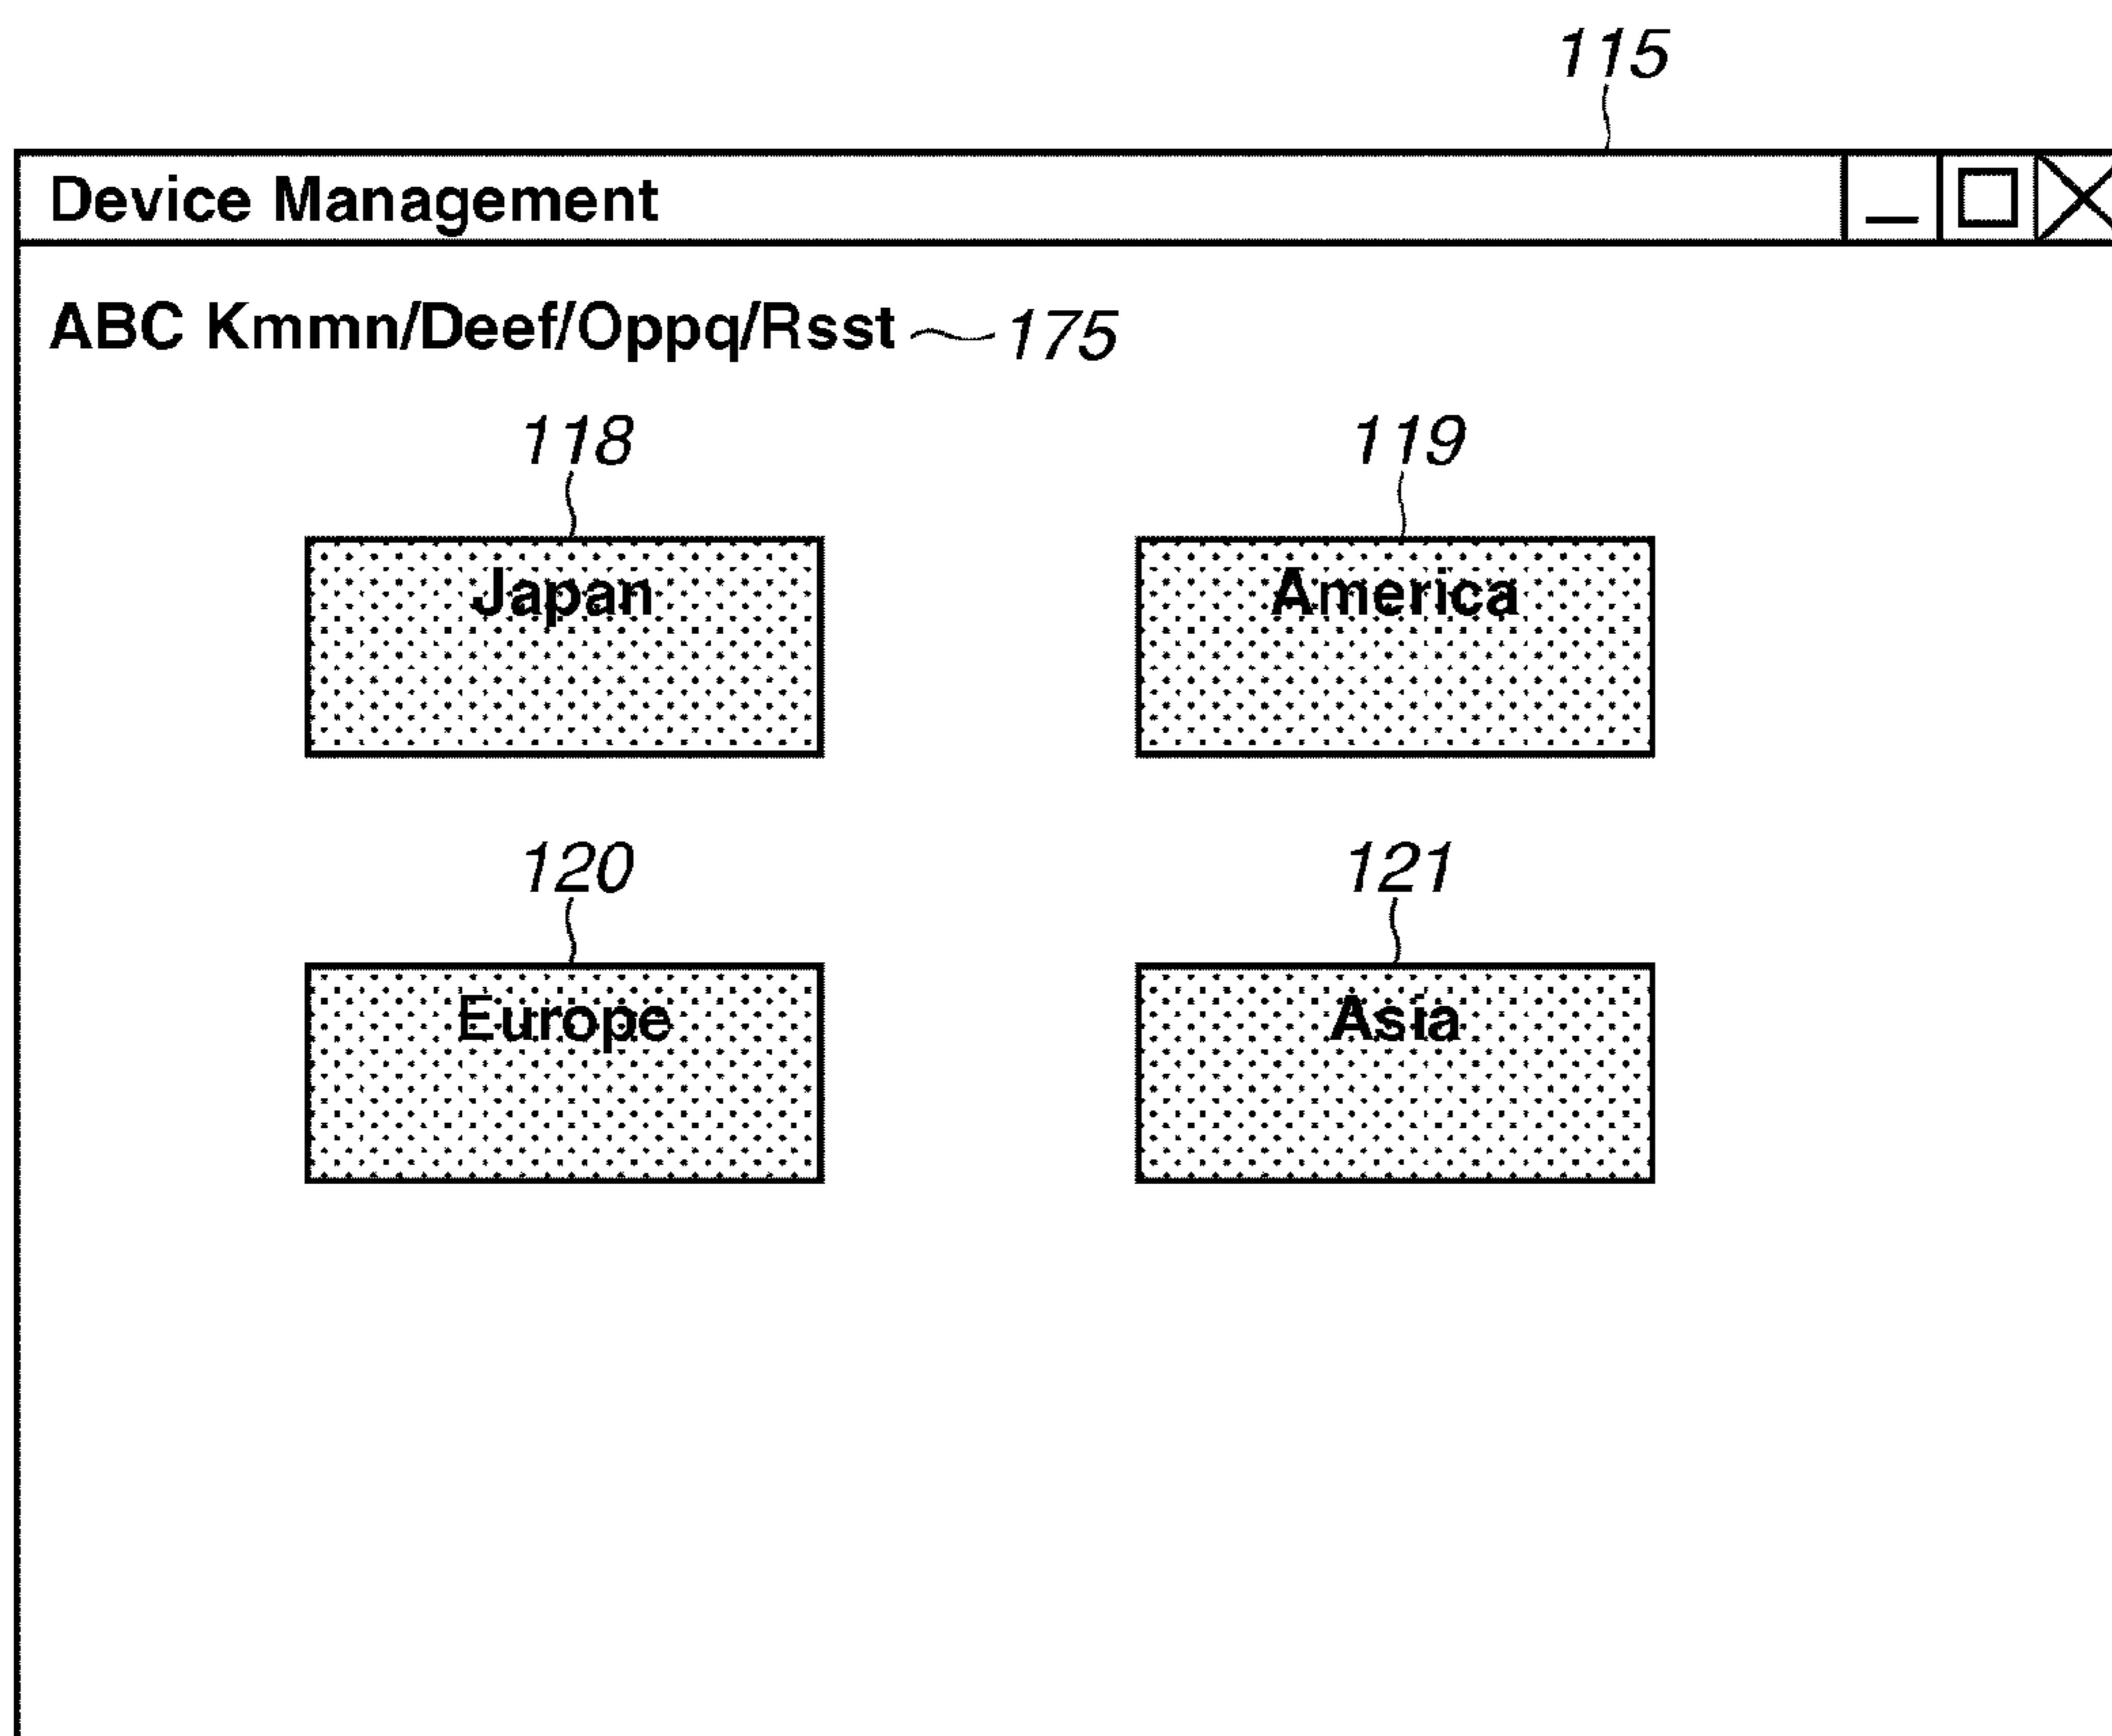 115
Device Management
ABC Kmmn/Deef/Oppq/Rsst 175
118 119
Japan America
120 121
Europe Asia